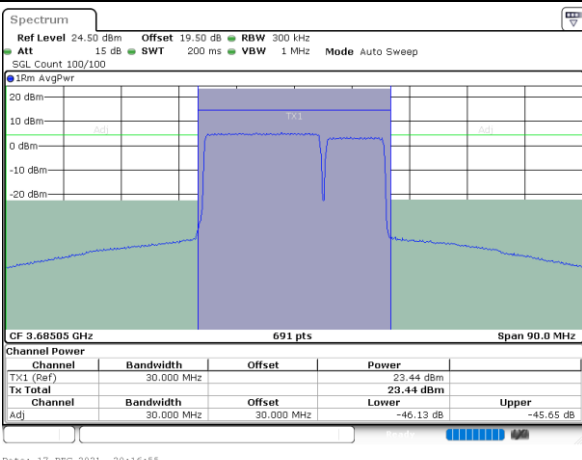 Spectrum
Ref Level 24.50 dBm Offset 19.50 dB RBW 300 kHz
Att 15 dB SWT 200 ms VBW 1 MHz Mode Auto Sweep
SGL Count 100/100
1Rm AvgPwr
20 dBm
TX1
10 dBm
Adj Adj
0 dBm
-10 dBm
-20 dBm
CF 3.68505 GHz 691 pts Span 90.0 MHz
Channel Power
Channel Bandwidth Offset Power
TX1 (Ref) 30.000 MHz 23.44 dBm
Tx Total 23.44 dBm
Channel Bandwidth Offset Lower Upper
Adj 30.000 MHz 30.000 MHz -46.13 dB -45.65 dB
Ready